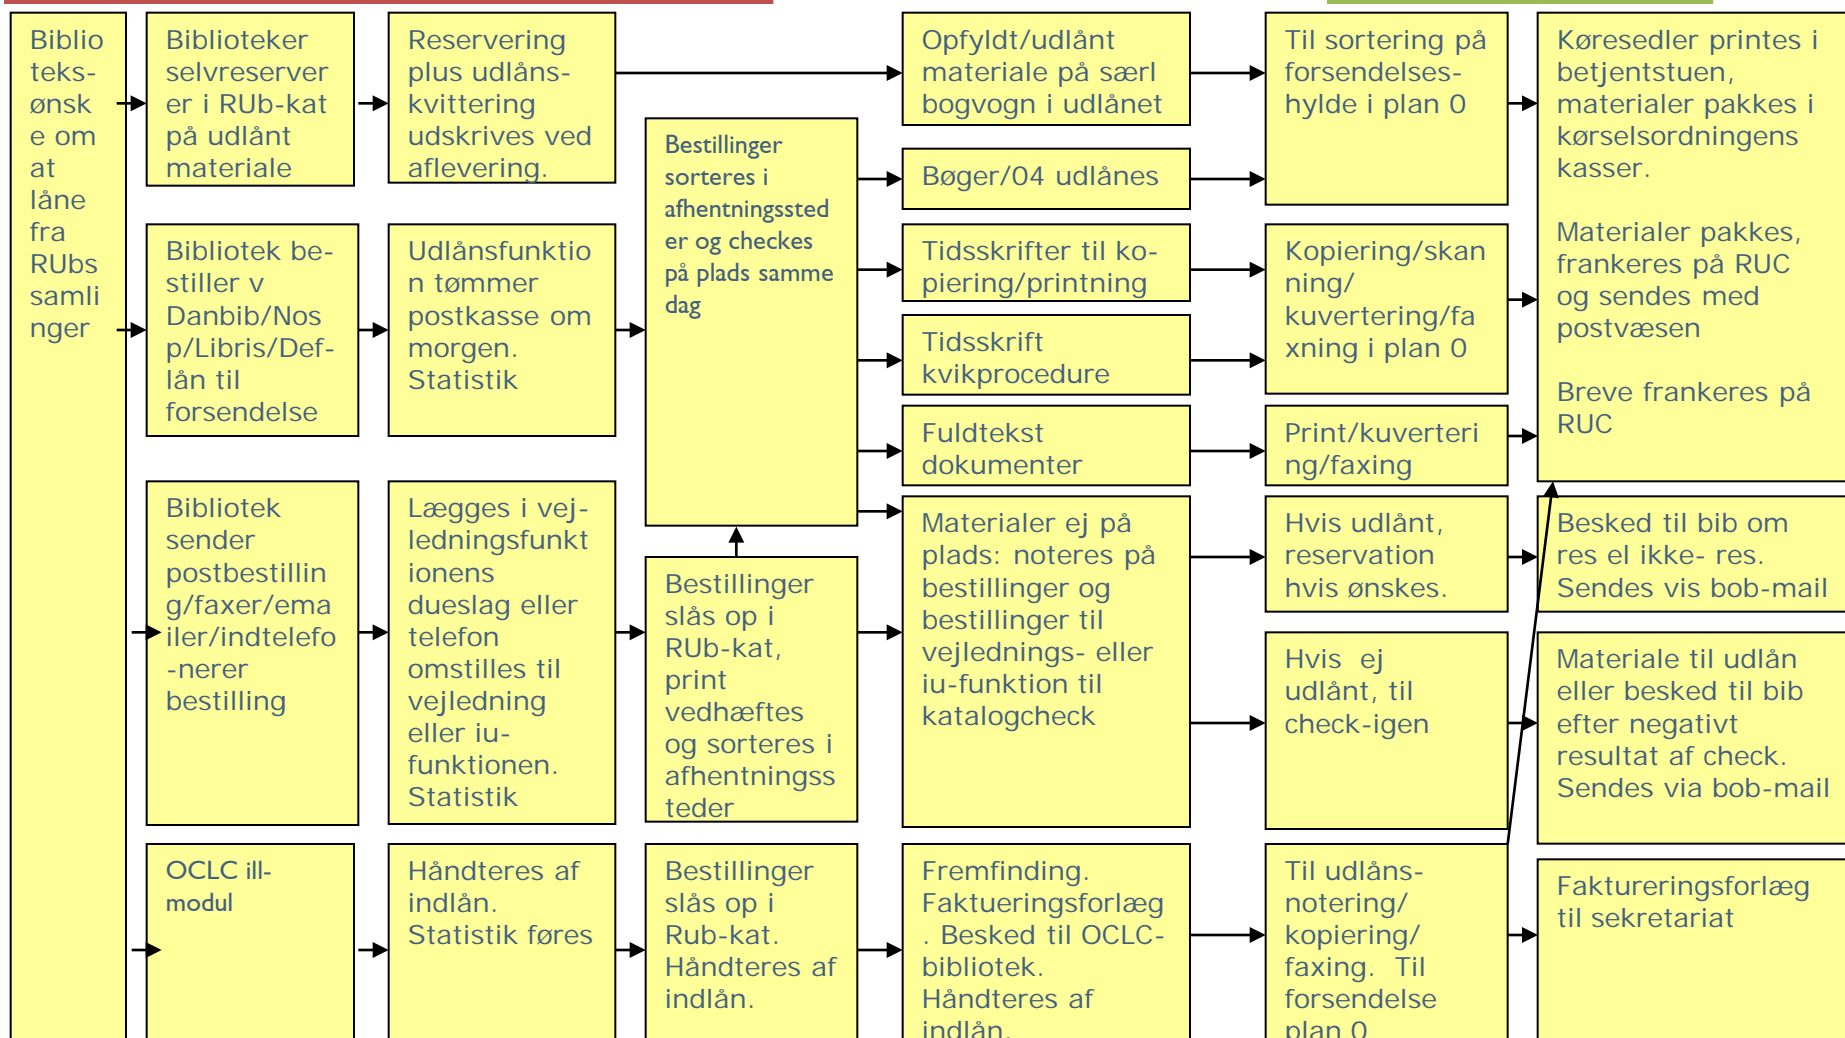 Biblio
teks-
ønsk
e om
at
låne
fra
RUbs
samli
nger
Biblioteker
selvreserver
er i RUb-kat
på udlånt
materiale
Reservering
plus udlåns-
kvittering
udskrives ved
aflevering.
Opfyldt/udlånt
materiale på særl
bogvogn i udlånet
Til sortering på
forsendelses-
hylde i plan 0
Køresedler printes i
betjentstuen,
materialer pakkes i
kørselsordningens
kasser.
Materialer pakkes,
frankeres på RUC
og sendes med
postvæsen
Breve frankeres på
RUC
Bibliotek be-
stiller v
Danbib/Nos
p/Libris/Def-
lån til
forsendelse
Udlånsfunktio
n tømmer
postkasse om
morgen.
Statistik
Bestillinger
sorteres i
afhentningssted
er og checkes
på plads samme
dag
Bøger/04 udlånes
Tidsskrifter til ko-
piering/printning
Kopiering/skan
ning/
kuvertering/fa
xning i plan 0
Tidsskrift
kvikprocedure
Fuldtekst
dokumenter
Print/kuverteri
ng/faxing
Bibliotek
sender
postbestillin
g/faxer/ema
iler/indtelefo
-nerer
bestilling
Lægges i vej-
ledningsfunkt
ionens
dueslag eller
telefon
omstilles til
vejledning
eller iu-
funktionen.
Statistik
Bestillinger
slås op i
RUb-kat,
print
vedhæftes
og sorteres i
afhentningss
teder
Materialer ej på
plads: noteres på
bestillinger og
bestillinger til
vejlednings- eller
iu-funktion til
katalogcheck
Hvis udlånt,
reservation
hvis ønskes.
Besked til bib om
res el ikke- res.
Sendes vis bob-mail
Hvis  ej
udlånt, til
check-igen
Materiale til udlån
eller besked til bib
efter negativt
resultat af check.
Sendes via bob-mail
OCLC ill-
modul
Håndteres af
indlån.
Statistik føres
Bestillinger
slås op i
Rub-kat.
Håndteres af
indlån.
Fremfinding.
Faktueringsforlæg
. Besked til OCLC-
bibliotek.
Håndteres af
indlån.
Til udlåns-
notering/
kopiering/
faxing.  Til
forsendelse
plan 0
Faktureringsforlæg
til sekretariat